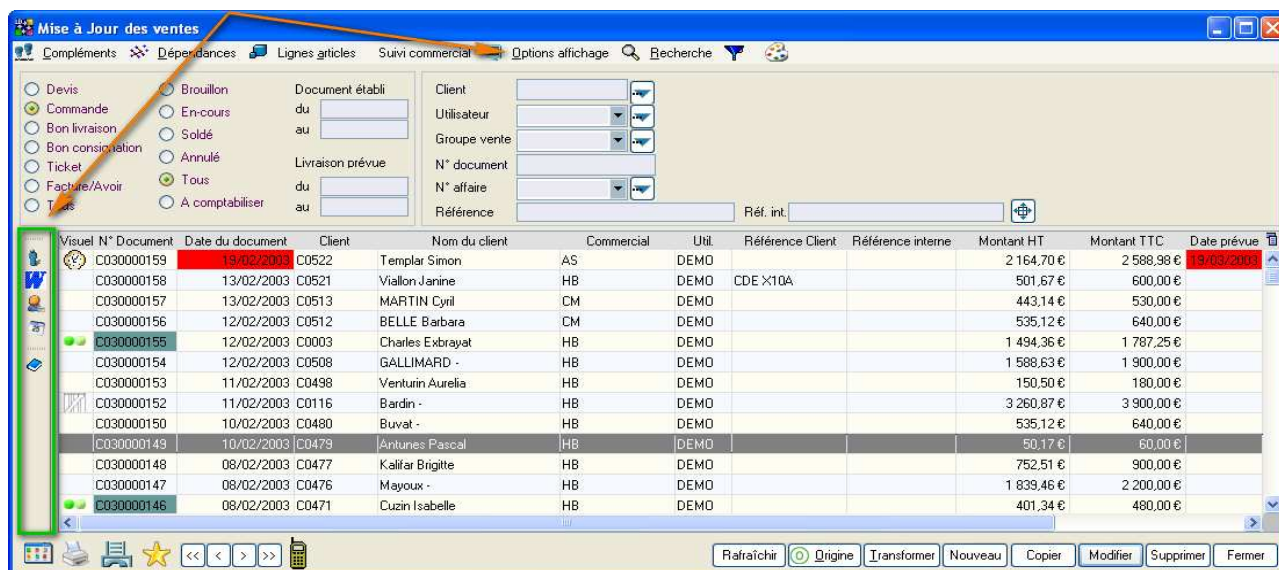 Mise à Jour des ventes
Compléments Dépendances Lignes articles Suivi commercial Options affichage Recherche
Devis Brouillon Document établi Client
Commande En-cours du Utilisateur
Bon livraison Soldé au Groupe vente
Bon consignation Annulé Livraison prévue N° document
Ticket Tous du N° affaire
Facture/Avoir A comptabiliser au Référence Réf. int.
Tous
Visuel N° Document Date du document Client Nom du client Commercial Util. Référence Client Référence interne Montant HT Montant TTC Date prévue
C030000159 19/02/2003 C0522 Templar Simon AS DEMO 2 164,70 € 2 588,98 € 19/03/2003
C030000158 13/02/2003 C0521 Viallon Janine HB DEMO CDE X10A 501,67 € 600,00 €
C030000157 13/02/2003 C0513 MARTIN Cyril CM DEMO 443,14 € 530,00 €
C030000156 12/02/2003 C0512 BELLE Barbara CM DEMO 535,12 € 640,00 €
C030000155 12/02/2003 C0003 Charles Exbrayat HB DEMO 1 494,36 € 1 787,25 €
C030000154 12/02/2003 C0508 GALLIMARD - HB DEMO 1 588,63 € 1 900,00 €
C030000153 11/02/2003 C0498 Venturin Aurelia HB DEMO 150,50 € 180,00 €
C030000152 11/02/2003 C0116 Bardin - HB DEMO 3 260,87 € 3 900,00 €
C030000150 10/02/2003 C0480 Buvat - HB DEMO 535,12 € 640,00 €
C030000149 10/02/2003 C0479 Antunes Pascal HB DEMO 50,17 € 60,00 €
C030000148 08/02/2003 C0477 Kalifar Brigitte HB DEMO 752,51 € 900,00 €
C030000147 08/02/2003 C0476 Mayoux - HB DEMO 1 839,46 € 2 200,00 €
C030000146 08/02/2003 C0471 Cuzin Isabelle HB DEMO 401,34 € 480,00 €
<< < > >> Rafraîchir Origine Transformer Nouveau Copier Modifier Supprimer Fermer